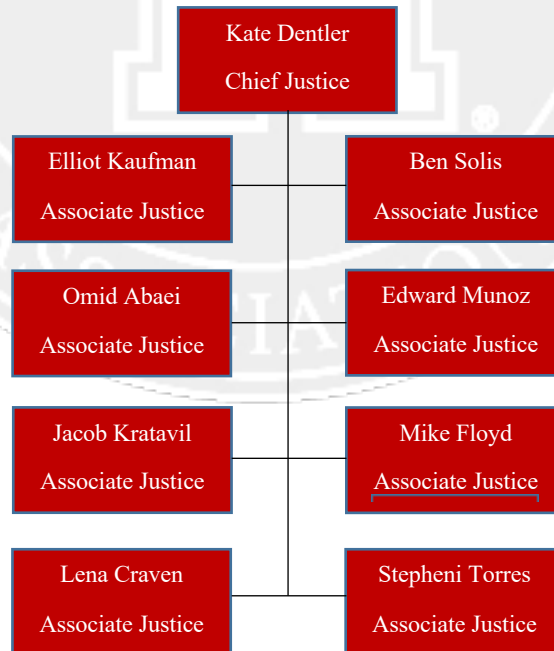 Kate Dentler
Chief Justice
Elliot Kaufman
Associate Justice
Ben Solis
Associate Justice
Omid Abaei
Associate Justice
Edward Munoz
Associate Justice
Jacob Kratavil
Associate Justice
Mike Floyd
Associate Justice
Lena Craven
Associate Justice
Stepheni Torres
Associate Justice